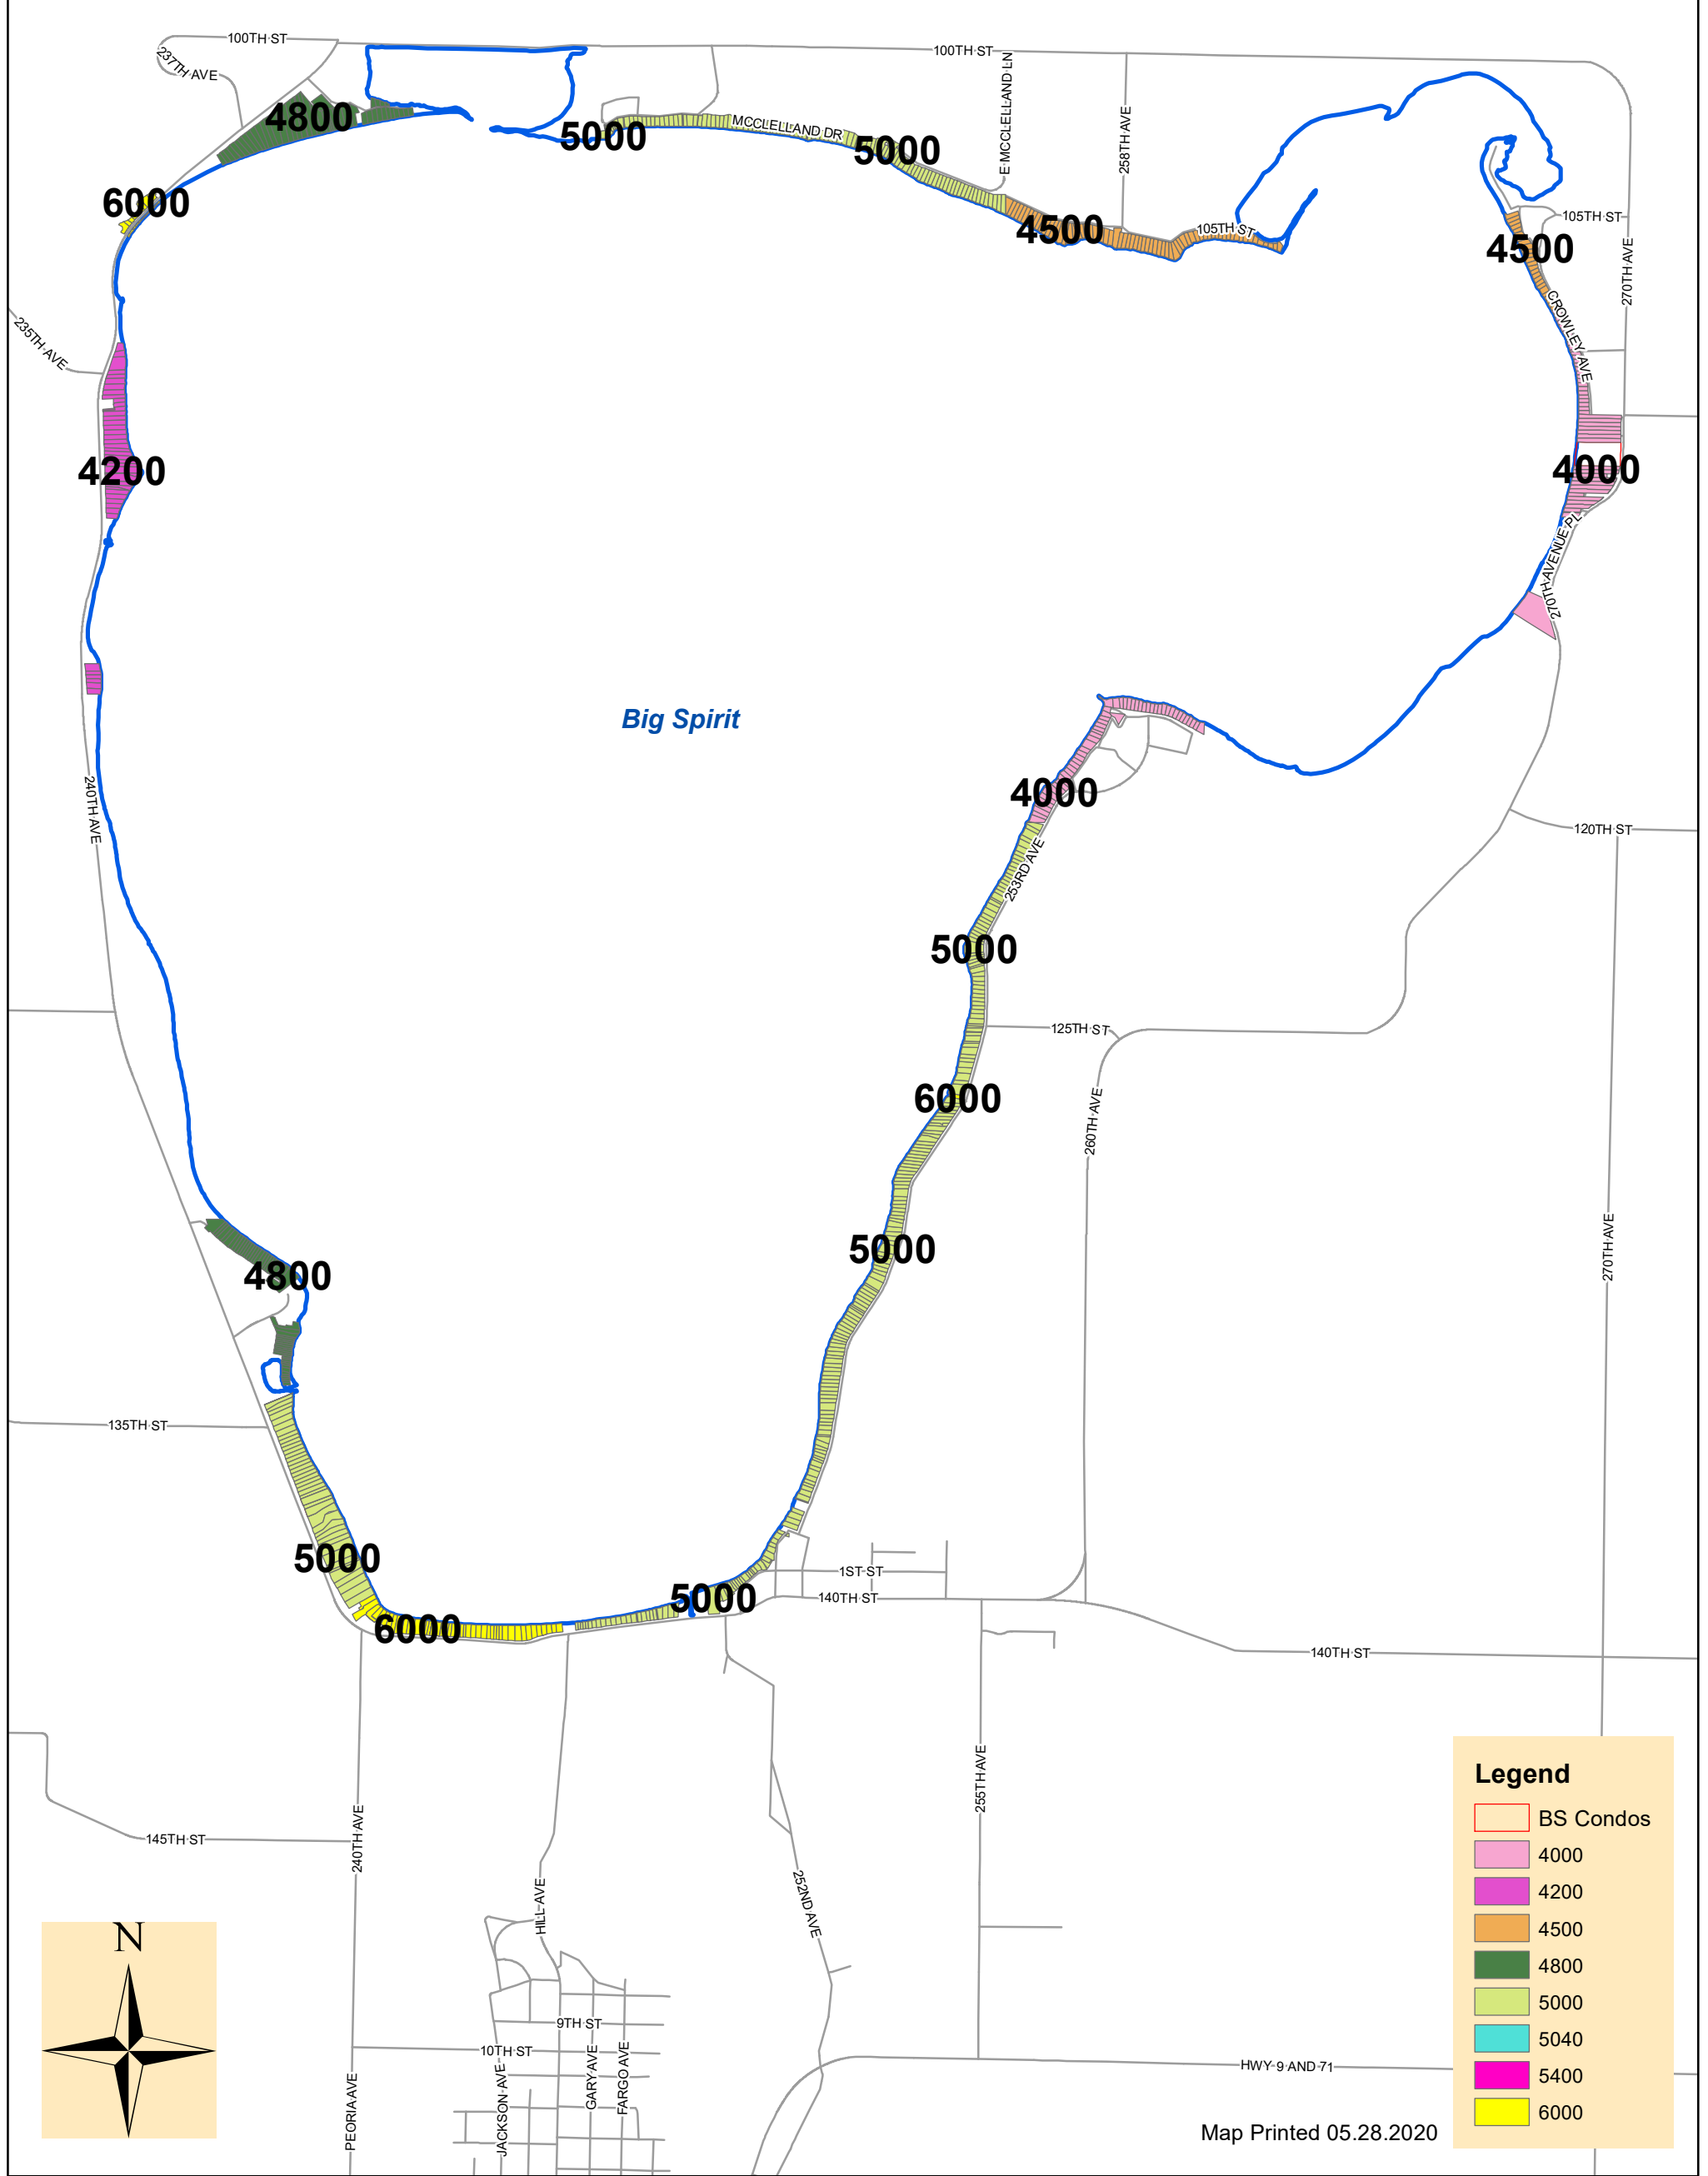 100TH ST
237TH AVE
100TH ST
4800
MCCLELLAND DR
E MCCLELLAND LN
258TH AVE
5000
5000
6000
4500
105TH ST
105TH ST
4500
270TH AVE
235TH AVE
CROWLEY AVE
4200
4000
270TH AVENUE PL
Big Spirit
240TH AVE
4000
120TH ST
253RD AVE
5000
125TH ST
6000
260TH AVE
5000
270TH AVE
4800
135TH ST
5000
1ST ST
5000
140TH ST
6000
140TH ST
255TH AVE
145TH ST
240TH AVE
HILL AVE
252ND AVE
N
9TH ST
10TH ST
HWY 9 AND 71
PEORIA AVE
JACKSON AVE
GARY AVE
FARGO AVE
Map Printed 05.28.2020
Legend
BS Condos
4000
4200
4500
4800
5000
5040
5400
6000